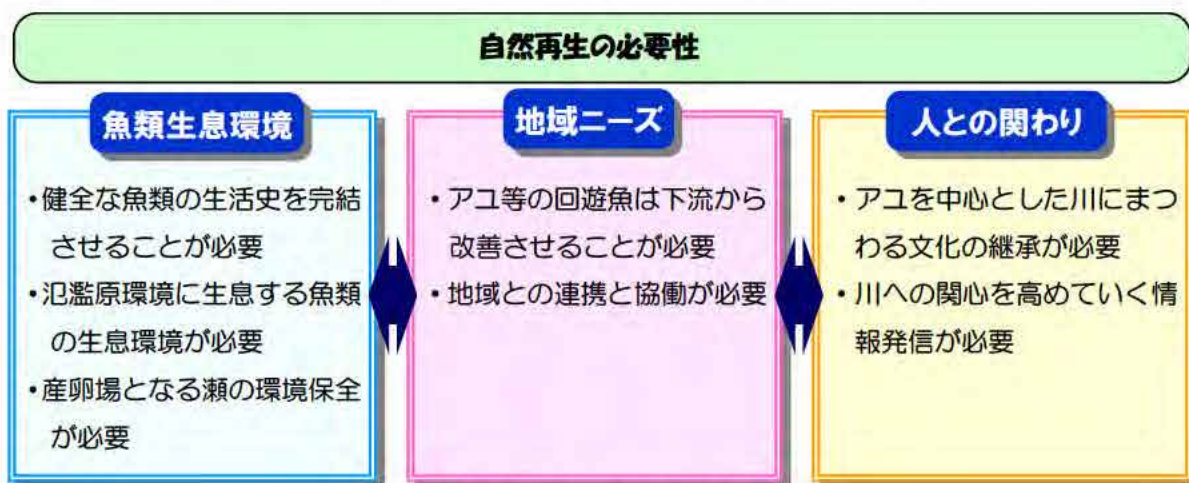 自然再生の必要性
魚類生息環境
・健全な魚類の生活史を完結
させることが必要
・氾濫原環境に生息する魚類
の生息環境が必要
・産卵場となる瀬の環境保全
が必要
地域ニーズ
・アユ等の回遊魚は下流から
改善させることが必要
・地域との連携と協働が必要
人との関わり
・アユを中心とした川にまつ
わる文化の継承が必要
・川への関心を高めていく情
報発信が必要